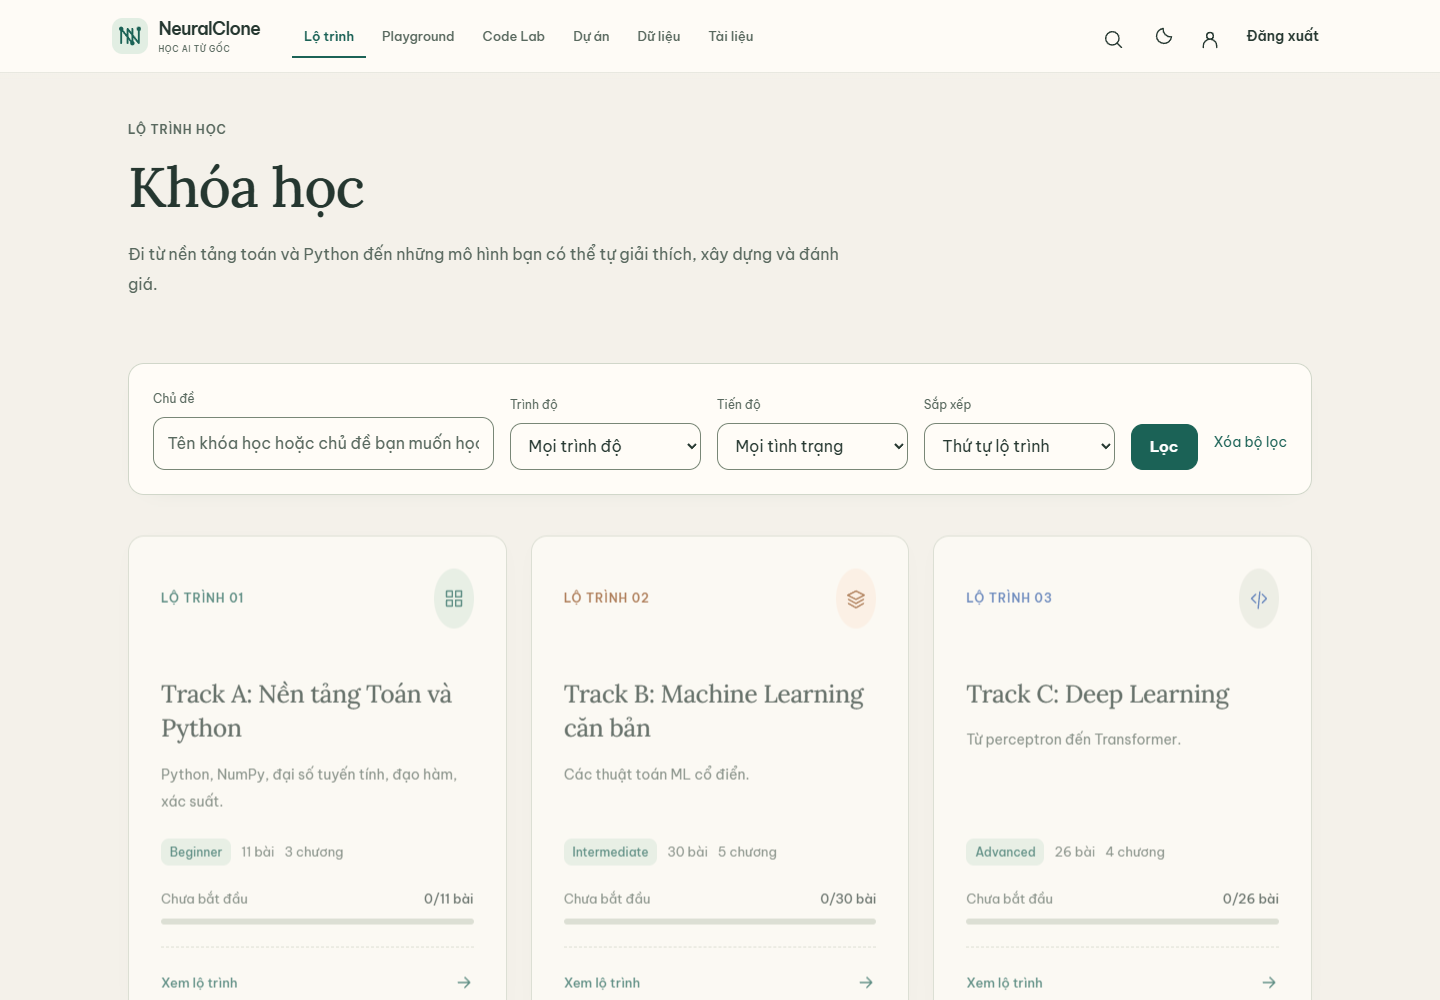 NeuralClone
HỌC AI TỪ GỐC
Lộ trình
Playground
Code Lab
Dự án
Dữ liệu
Tài liệu
Đăng xuất
LỘ TRÌNH HỌC
Khóa học
Đi từ nền tảng toán và Python đến những mô hình bạn có thể tự giải thích, xây dựng và đánh
giá.
Chủ đề
Tên khóa học hoặc chủ đề bạn muốn học
Trình độ
Mọi trình độ
Tiến độ
Mọi tình trạng
Sắp xếp
Thứ tự lộ trình
Lọc
Xóa bộ lọc
LỘ TRÌNH 01
Track A: Nền tảng Toán và
Python
Python, NumPy, đại số tuyến tính, đạo hàm,
xác suất.
Beginner 11 bài 3 chương
Chưa bắt đầu 0/11 bài
Xem lộ trình
LỘ TRÌNH 02
Track B: Machine Learning
căn bản
Các thuật toán ML cổ điển.
Intermediate 30 bài 5 chương
Chưa bắt đầu 0/30 bài
Xem lộ trình
LỘ TRÌNH 03
Track C: Deep Learning
Từ perceptron đến Transformer.
Advanced 26 bài 4 chương
Chưa bắt đầu 0/26 bài
Xem lộ trình